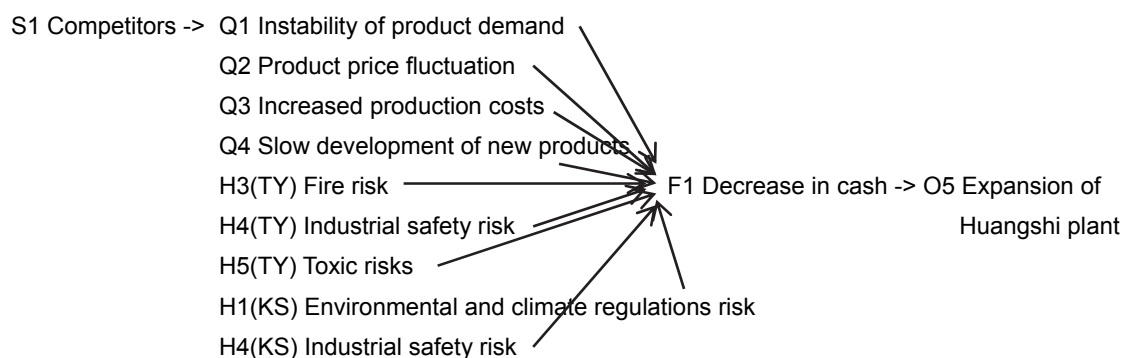 S1 Competitors -> Q1 Instability of product demand
Q2 Product price fluctuation
Q3 Increased production costs
Q4 Slow development of new products
H3(TY) Fire risk
F1 Decrease in cash -> O5 Expansion of
H4(TY) Industrial safety risk
Huangshi plant
H5(TY) Toxic risks
H1(KS) Environmental and climate regulations risk
H4(KS) Industrial safety risk